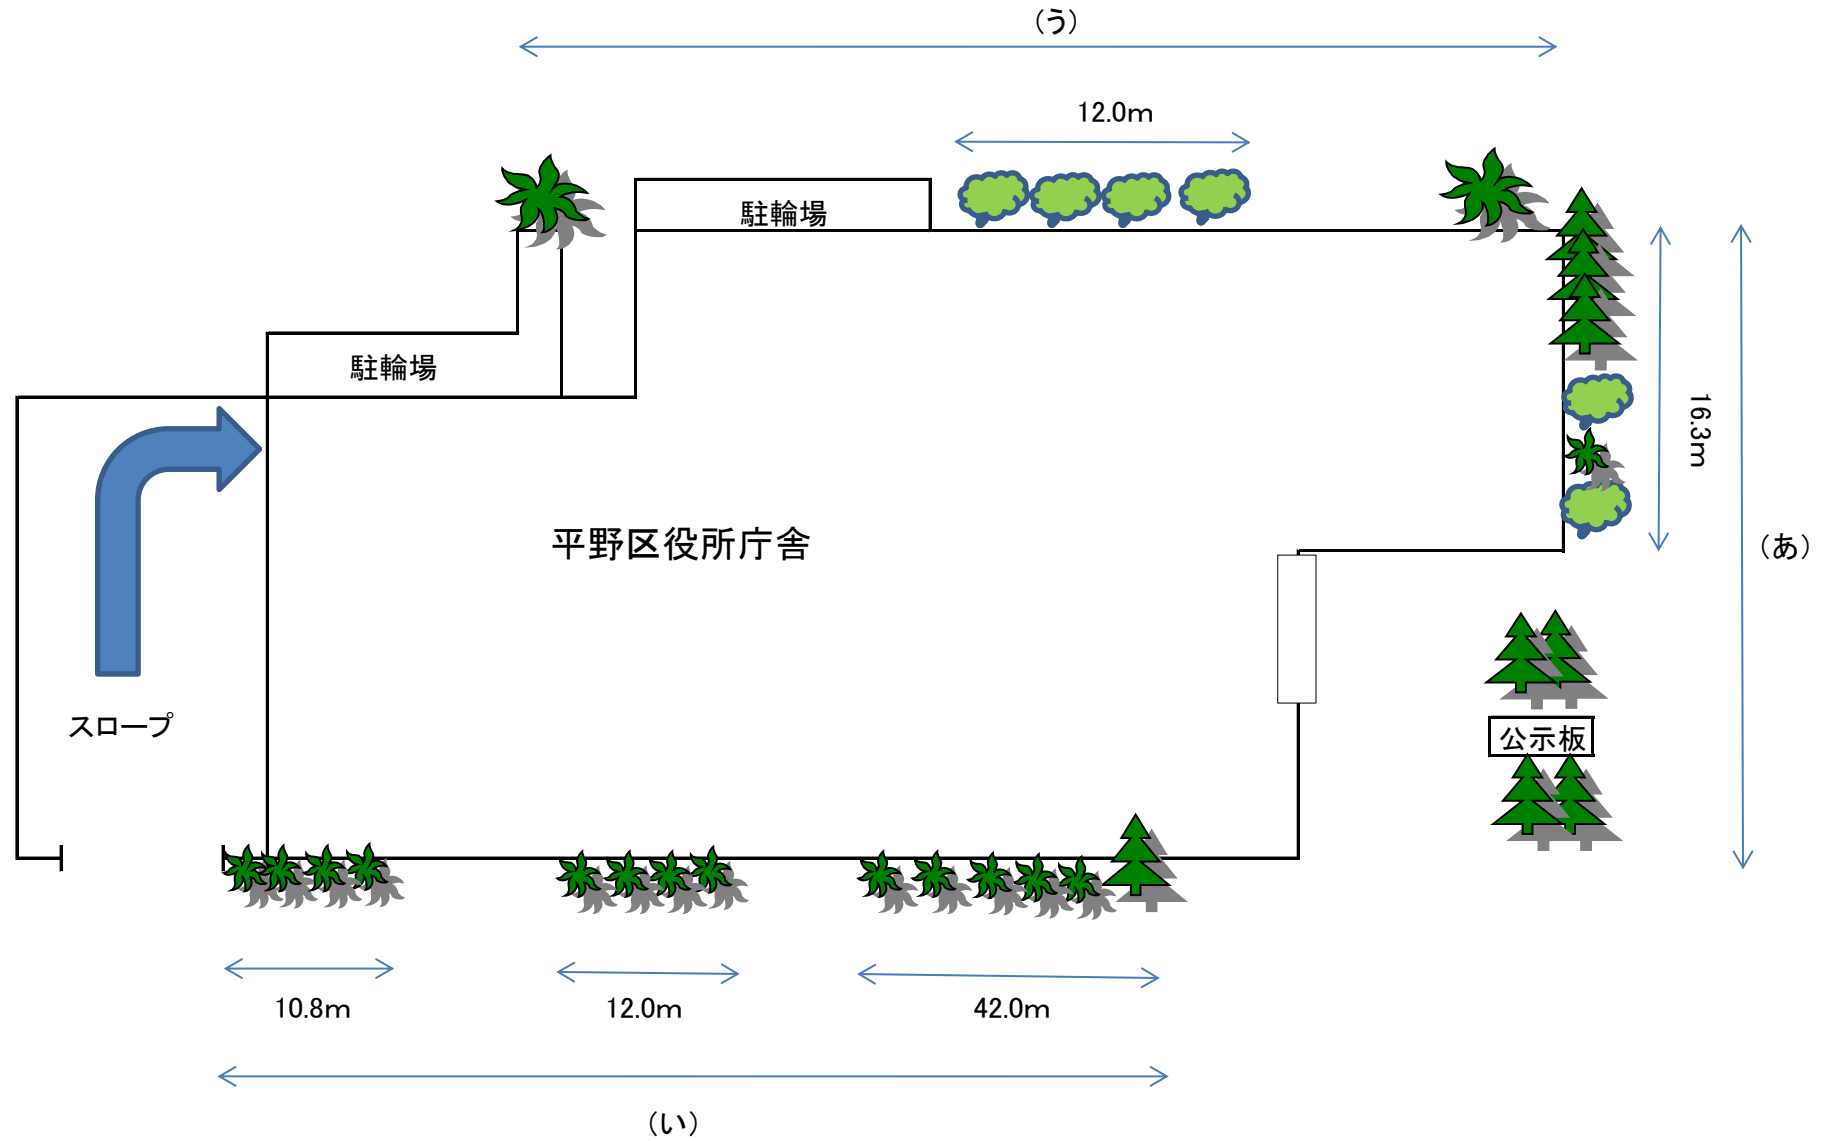 （う）
12.0ｍ
駐輪場
駐輪場
16.3ｍ
平野区役所庁舎
（あ）
スロープ
公示板
10.8ｍ
12.0ｍ
42.0ｍ
（い）